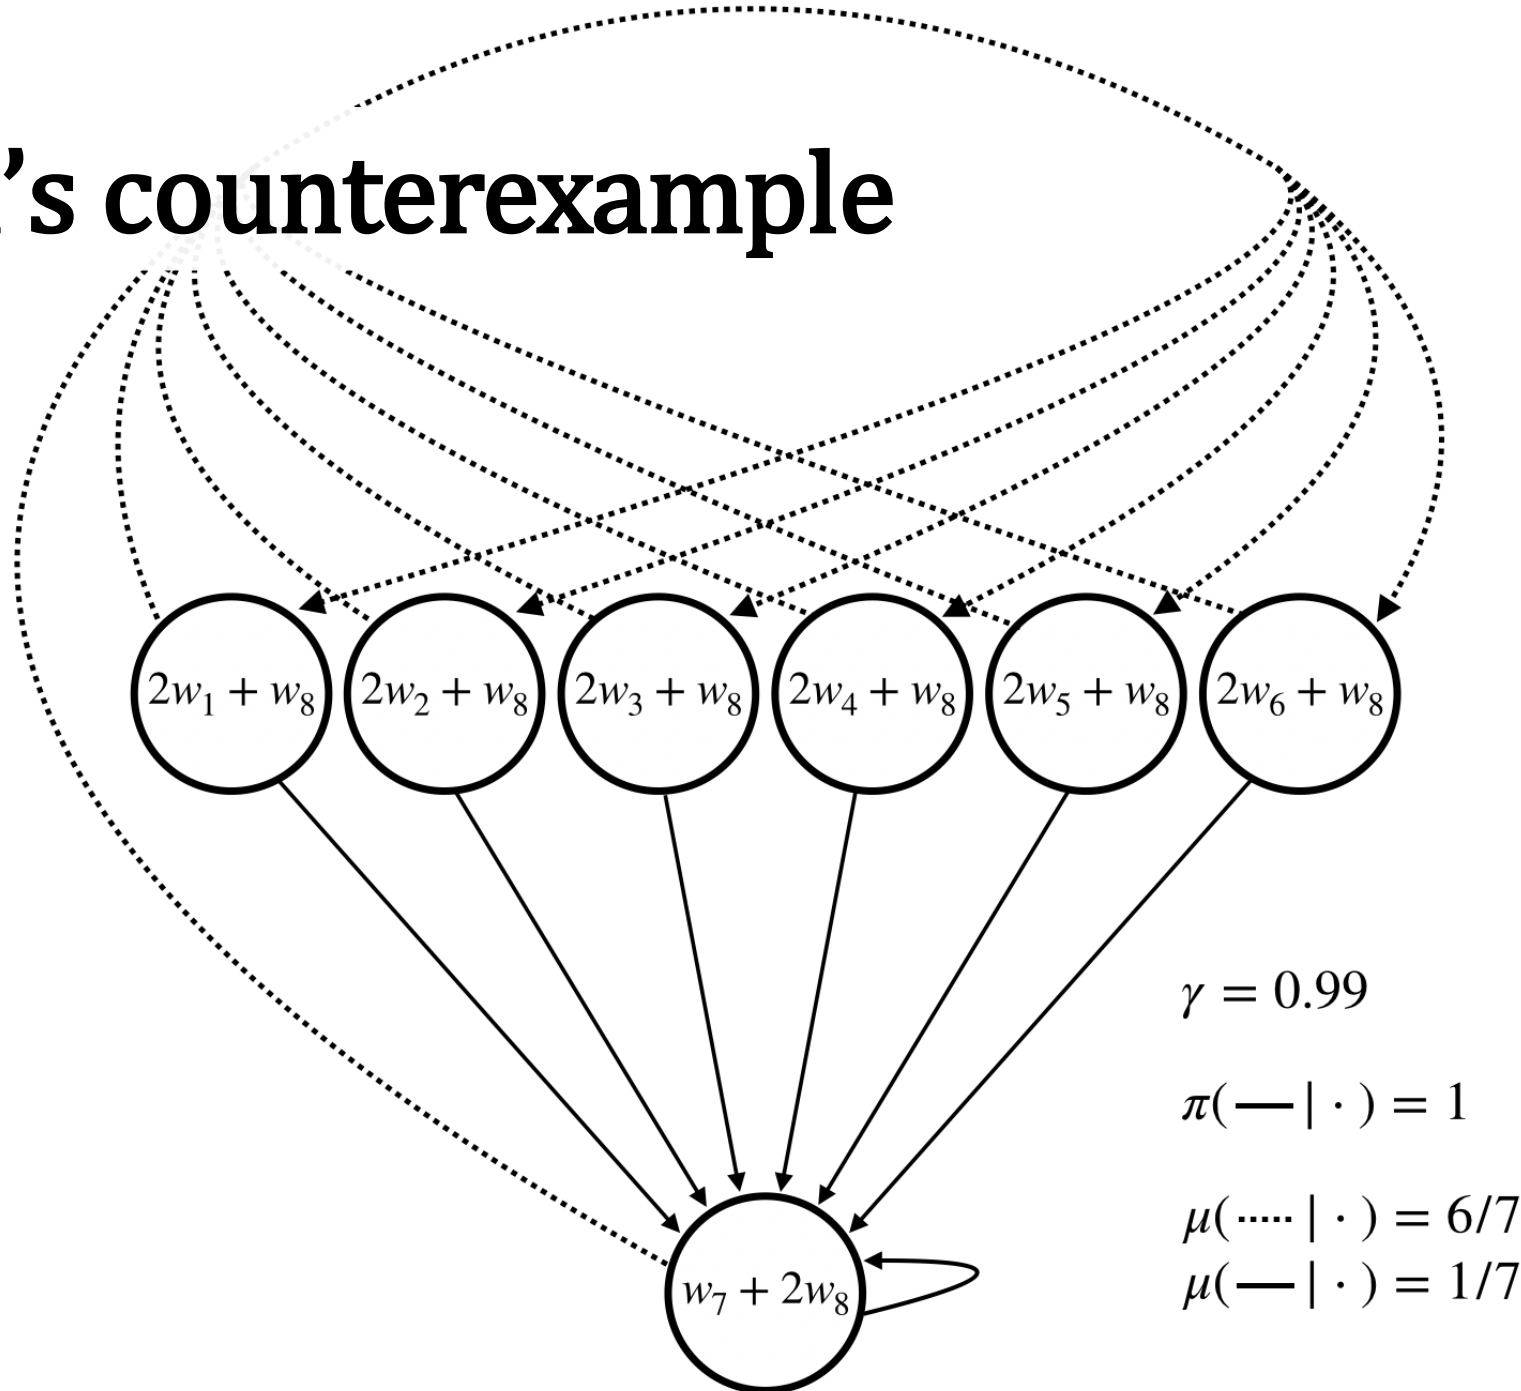 ’s counterexample
2w₁ + w₈
2w₂ + w₈
2w₃ + w₈
2w₄ + w₈
2w₅ + w₈
2w₆ + w₈
γ = 0.99
π( — | · ) = 1
μ( ····· | · ) = 6/7
μ( — | · ) = 1/7
w₇ + 2w₈